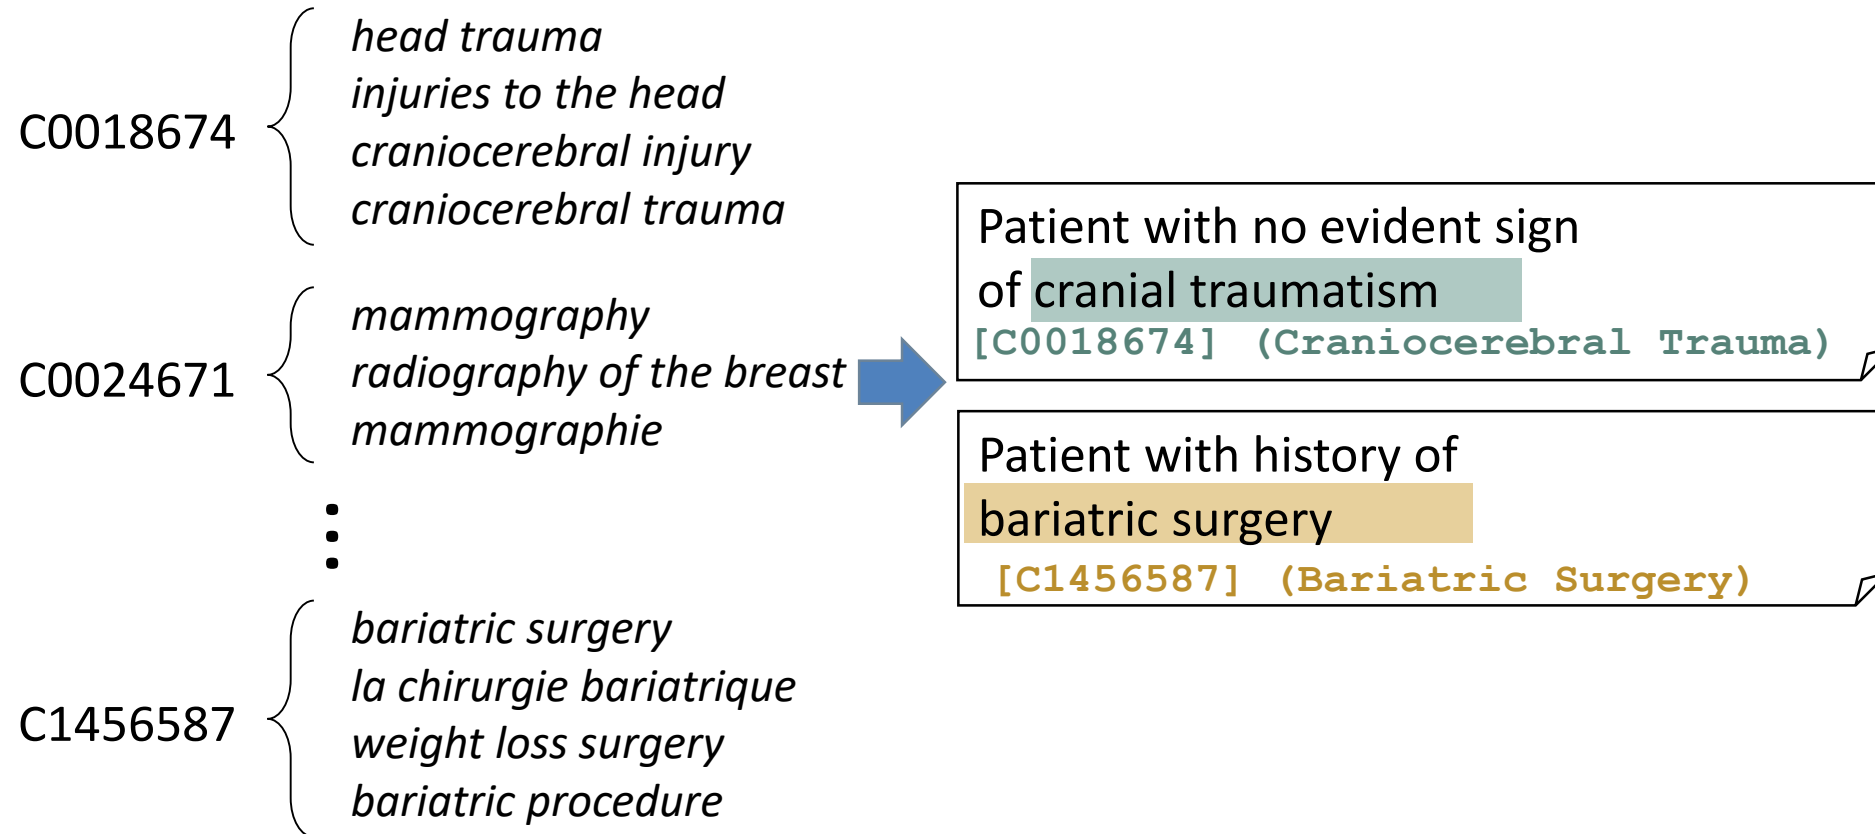 C0018674
head trauma
injuries to the head
craniocerebral injury
craniocerebral trauma
C0024671
mammography
radiography of the breast
mammographie
C1456587
bariatric surgery
la chirurgie bariatrique
weight loss surgery
bariatric procedure
Patient with no evident sign
of cranial traumatism
[C0018674] (Craniocerebral Trauma)
Patient with history of
bariatric surgery
[C1456587] (Bariatric Surgery)